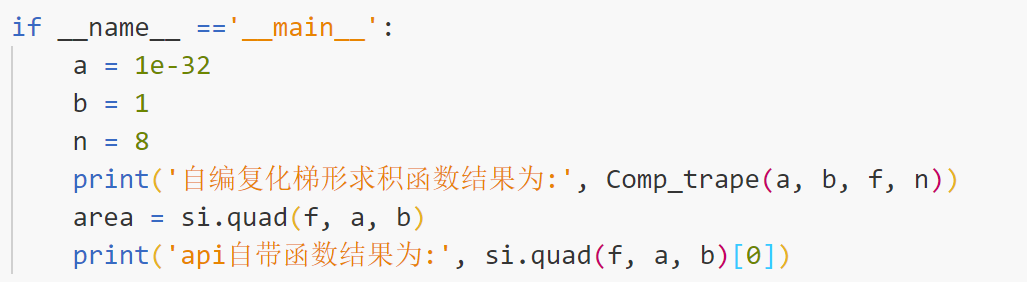 if __name__ =='__main__':
    a = 1e-32
    b = 1
    n = 8
    print('自编复化梯形求积函数结果为:', Comp_trape(a, b, f, n))
    area = si.quad(f, a, b)
    print('api自带函数结果为:', si.quad(f, a, b)[0])